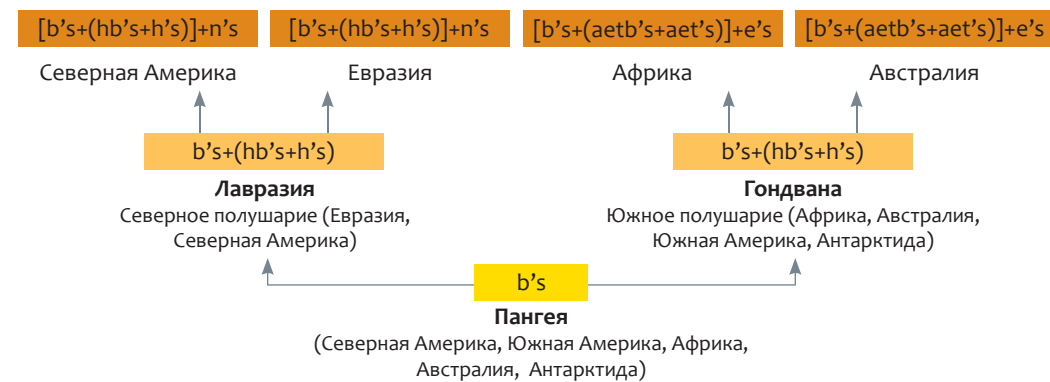 [b's+(hb's+h's)]+n's [b's+(hb's+h's)]+n's [b's+(aetb's+aet's)]+e's [b's+(aetb's+aet's)]+e's
Северная Америка Евразия Африка Австралия
b's+(hb's+h's) b's+(hb's+h's)
Лавразия Гондвана
Северное полушарие (Евразия, Южное полушарие (Африка, Австралия,
Северная Америка) Южная Америка, Антарктида)
b's
Пангея
(Северная Америка, Южная Америка, Африка,
Австралия, Антарктида)